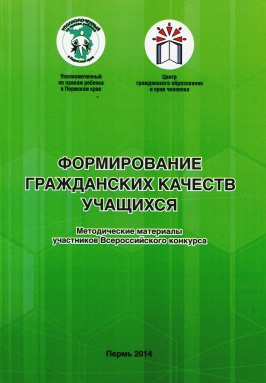 Уполномоченный
по правам ребенка
в Пермском крае
Центр
гражданского образования
и прав человека
ФОРМИРОВАНИЕ
ГРАЖДАНСКИХ КАЧЕСТВ
УЧАЩИХСЯ
Методические материалы
участников Всероссийского конкурса
Пермь 2014